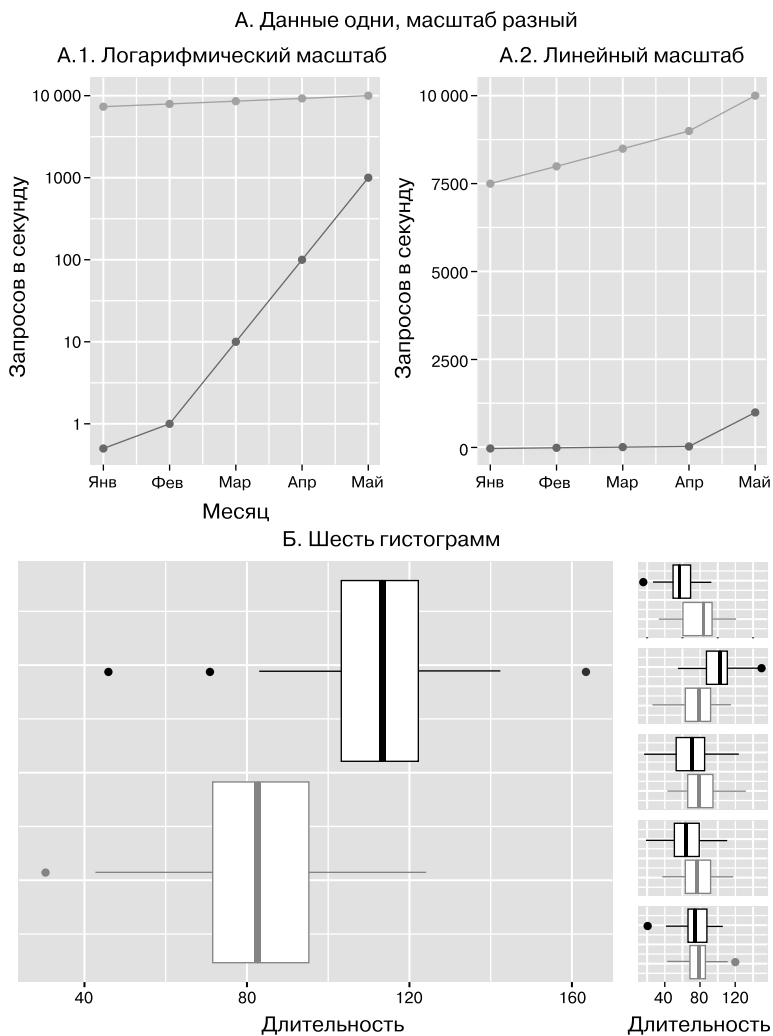 А. Данные одни, масштаб разный
А.1. Логарифмический масштаб
А.2. Линейный масштаб
Запросов в секунду
10 000
1000
100
10
1
Янв Фев Мар Апр Май
Месяц
Запросов в секунду
10 000
7500
5000
2500
0
Янв Фев Мар Апр Май
Б. Шесть гистограмм
40 80 120 160
Длительность
40 80 120
Длительность